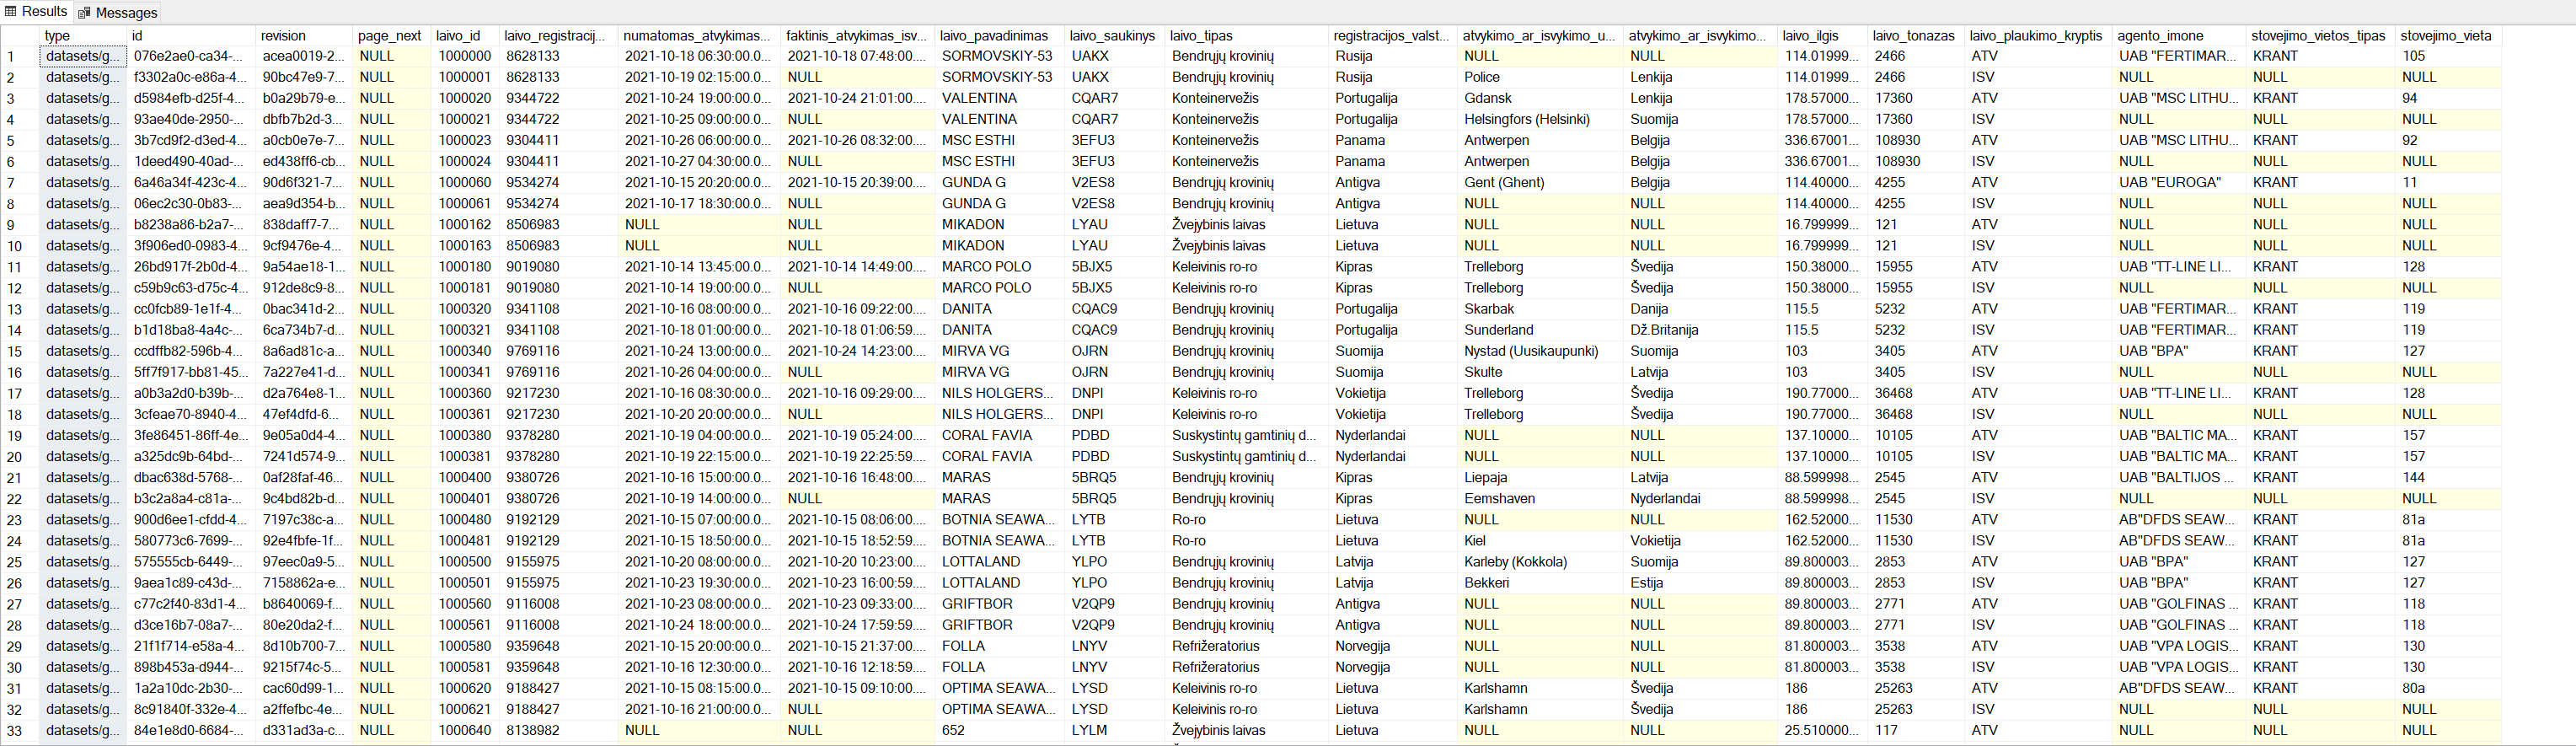 Results Messages
type id revision page_next laivo_id laivo_registracij... numatomas_atvykimas... faktinis_atvykimas_isv... laivo_pavadinimas laivo_saukinys laivo_tipas registracijos_valst... atvykimo_ar_isvykimo_u... atvykimo_ar_isvykimo... laivo_ilgis laivo_tonazas laivo_plaukimo_kryptis agento_imone stovejimo_vietos_tipas stovejimo_vieta
1 datasets/g... 076e2ae0-ca34-... acea0019-2... NULL 1000000 8628133 2021-10-18 06:30:00.0... 2021-10-18 07:48:00.... SORMOVSKIY-53 UAKX Bendrųjų krovinių Rusija NULL NULL 114.01999... 2466 ATV UAB "FERTIMAR... KRANT 105
2 datasets/g... f3302a0c-e86a-4... 90bc47e9-7... NULL 1000001 8628133 2021-10-19 02:15:00.0... NULL SORMOVSKIY-53 UAKX Bendrųjų krovinių Rusija Police Lenkija 114.01999... 2466 ISV NULL NULL NULL
3 datasets/g... d5984efb-d25f-4... b0a29b79-e... NULL 1000020 9344722 2021-10-24 19:00:00.0... 2021-10-24 21:01:00.... VALENTINA CQAR7 Konteinervežis Portugalija Gdansk Lenkija 178.57000... 17360 ATV UAB "MSC LITHU... KRANT 94
4 datasets/g... 93ae40de-2950-... dbfb7b2d-3... NULL 1000021 9344722 2021-10-25 09:00:00.0... NULL VALENTINA CQAR7 Konteinervežis Portugalija Helsingfors (Helsinki) Suomija 178.57000... 17360 ISV NULL NULL NULL
5 datasets/g... 3b7cd9f2-d3ed-4... a0cb0e7e-7... NULL 1000023 9304411 2021-10-26 06:00:00.0... 2021-10-26 08:32:00.... MSC ESTHI 3EFU3 Konteinervežis Panama Antwerpen Belgija 336.67001... 108930 ATV UAB "MSC LITHU... KRANT 92
6 datasets/g... 1deed490-40ad-... ed438ff6-cb... NULL 1000024 9304411 2021-10-27 04:30:00.0... NULL MSC ESTHI 3EFU3 Konteinervežis Panama Antwerpen Belgija 336.67001... 108930 ISV NULL NULL NULL
7 datasets/g... 6a46a34f-423c-4... 90d6f321-7... NULL 1000060 9534274 2021-10-15 20:20:00.0... 2021-10-15 20:39:00.... GUNDA G V2ES8 Bendrųjų krovinių Antigva Gent (Ghent) Belgija 114.40000... 4255 ATV UAB "EUROGA" KRANT 11
8 datasets/g... 06ec2c30-0b83-... aea9d354-b... NULL 1000061 9534274 2021-10-17 18:30:00.0... NULL GUNDA G V2ES8 Bendrųjų krovinių Antigva NULL NULL 114.40000... 4255 ISV NULL NULL NULL
9 datasets/g... b8238a86-b2a7-... 838daff7-7... NULL 1000162 8506983 NULL NULL MIKADON LYAU Žvejybinis laivas Lietuva NULL NULL 16.799999... 121 ATV NULL NULL NULL
10 datasets/g... 3f906ed0-0983-4... 9cf9476e-4... NULL 1000163 8506983 NULL NULL MIKADON LYAU Žvejybinis laivas Lietuva NULL NULL 16.799999... 121 ISV NULL NULL NULL
11 datasets/g... 26bd917f-2b0d-4... 9a54ae18-1... NULL 1000180 9019080 2021-10-14 13:45:00.0... 2021-10-14 14:49:00.... MARCO POLO 5BJX5 Keleivinis ro-ro Kipras Trelleborg Švedija 150.38000... 15955 ATV UAB "TT-LINE LI... KRANT 128
12 datasets/g... c59b9c63-d75c-4... 912de8c9-8... NULL 1000181 9019080 2021-10-14 19:00:00.0... NULL MARCO POLO 5BJX5 Keleivinis ro-ro Kipras Trelleborg Švedija 150.38000... 15955 ISV NULL NULL NULL
13 datasets/g... cc0fcb89-1e1f-4... 0bac341d-2... NULL 1000320 9341108 2021-10-16 08:00:00.0... 2021-10-16 09:22:00.... DANITA CQAC9 Bendrųjų krovinių Portugalija Skarbak Danija 115.5 5232 ATV UAB "FERTIMAR... KRANT 119
14 datasets/g... b1d18ba8-4a4c-... 6ca734b7-d... NULL 1000321 9341108 2021-10-18 01:00:00.0... 2021-10-18 01:06:59.... DANITA CQAC9 Bendrųjų krovinių Portugalija Sunderland Dž.Britanija 115.5 5232 ISV UAB "FERTIMAR... KRANT 119
15 datasets/g... ccdffb82-596b-4... 8a6ad81c-a... NULL 1000340 9769116 2021-10-24 13:00:00.0... 2021-10-24 14:23:00.... MIRVA VG OJRN Bendrųjų krovinių Suomija Nystad (Uusikaupunki) Suomija 103 3405 ATV UAB "BPA" KRANT 127
16 datasets/g... 5ff7f917-bb81-45... 7a227e41-d... NULL 1000341 9769116 2021-10-26 04:00:00.0... NULL MIRVA VG OJRN Bendrųjų krovinių Suomija Skulte Latvija 103 3405 ISV NULL NULL NULL
17 datasets/g... a0b3a2d0-b39b-... d2a764e8-1... NULL 1000360 9217230 2021-10-16 08:30:00.0... 2021-10-16 09:29:00.... NILS HOLGERS... DNPI Keleivinis ro-ro Vokietija Trelleborg Švedija 190.77000... 36468 ATV UAB "TT-LINE LI... KRANT 128
18 datasets/g... 3cfeae70-8940-4... 47ef4dfd-6... NULL 1000361 9217230 2021-10-20 20:00:00.0... NULL NILS HOLGERS... DNPI Keleivinis ro-ro Vokietija Trelleborg Švedija 190.77000... 36468 ISV NULL NULL NULL
19 datasets/g... 3fe86451-86ff-4e... 9e05a0d4-4... NULL 1000380 9378280 2021-10-19 04:00:00.0... 2021-10-19 05:24:00.... CORAL FAVIA PDBD Suskystintų gamtinių d... Nyderlandai NULL NULL 137.10000... 10105 ATV UAB "BALTIC MA... KRANT 157
20 datasets/g... a325dc9b-64bd-... 7241d574-9... NULL 1000381 9378280 2021-10-19 22:15:00.0... 2021-10-19 22:25:59.... CORAL FAVIA PDBD Suskystintų gamtinių d... Nyderlandai NULL NULL 137.10000... 10105 ISV UAB "BALTIC MA... KRANT 157
21 datasets/g... dbac638d-5768-... 0af28faf-46... NULL 1000400 9380726 2021-10-16 15:00:00.0... 2021-10-16 16:48:00.... MARAS 5BRQ5 Bendrųjų krovinių Kipras Liepaja Latvija 88.599998... 2545 ATV UAB "BALTIJOS ... KRANT 144
22 datasets/g... b3c2a8a4-c81a-... 9c4bd82b-d... NULL 1000401 9380726 2021-10-19 14:00:00.0... NULL MARAS 5BRQ5 Bendrųjų krovinių Kipras Eemshaven Nyderlandai 88.599998... 2545 ISV NULL NULL NULL
23 datasets/g... 900d6ee1-cfdd-4... 7197c38c-a... NULL 1000480 9192129 2021-10-15 07:00:00.0... 2021-10-15 08:06:00.... BOTNIA SEAWA... LYTB Ro-ro Lietuva NULL NULL 162.52000... 11530 ATV AB"DFDS SEAW... KRANT 81a
24 datasets/g... 580773c6-7699-... 92e4fbfe-1f... NULL 1000481 9192129 2021-10-15 18:50:00.0... 2021-10-15 18:52:59.... BOTNIA SEAWA... LYTB Ro-ro Lietuva Kiel Vokietija 162.52000... 11530 ISV AB"DFDS SEAW... KRANT 81a
25 datasets/g... 575555cb-6449-... 97eec0a9-5... NULL 1000500 9155975 2021-10-20 08:00:00.0... 2021-10-20 10:23:00.... LOTTALAND YLPO Bendrųjų krovinių Latvija Karleby (Kokkola) Suomija 89.800003... 2853 ATV UAB "BPA" KRANT 127
26 datasets/g... 9aea1c89-c43d-... 7158862a-e... NULL 1000501 9155975 2021-10-23 19:30:00.0... 2021-10-23 16:00:59.... LOTTALAND YLPO Bendrųjų krovinių Latvija Bekkeri Estija 89.800003... 2853 ISV UAB "BPA" KRANT 127
27 datasets/g... c77c2f40-83d1-4... b8640069-f... NULL 1000560 9116008 2021-10-23 08:00:00.0... 2021-10-23 09:33:00.... GRIFTBOR V2QP9 Bendrųjų krovinių Antigva NULL NULL 89.800003... 2771 ATV UAB "GOLFINAS ... KRANT 118
28 datasets/g... d3ce16b7-08a7-... 80e20da2-f... NULL 1000561 9116008 2021-10-24 18:00:00.0... 2021-10-24 17:59:59.... GRIFTBOR V2QP9 Bendrųjų krovinių Antigva NULL NULL 89.800003... 2771 ISV UAB "GOLFINAS ... KRANT 118
29 datasets/g... 21f1f714-e58a-4... 8d10b700-7... NULL 1000580 9359648 2021-10-15 20:00:00.0... 2021-10-15 21:37:00.... FOLLA LNYV Refrižeratorius Norvegija NULL NULL 81.800003... 3538 ATV UAB "VPA LOGIS... KRANT 130
30 datasets/g... 898b453a-d944-... 9215f74c-5... NULL 1000581 9359648 2021-10-16 12:30:00.0... 2021-10-16 12:18:59.... FOLLA LNYV Refrižeratorius Norvegija NULL NULL 81.800003... 3538 ISV UAB "VPA LOGIS... KRANT 130
31 datasets/g... 1a2a10dc-2b30-... cac60d99-1... NULL 1000620 9188427 2021-10-15 08:15:00.0... 2021-10-15 09:10:00.... OPTIMA SEAWA... LYSD Keleivinis ro-ro Lietuva Karlshamn Švedija 186 25263 ATV AB"DFDS SEAW... KRANT 80a
32 datasets/g... 8c91840f-332e-4... a2ffefbc-4e... NULL 1000621 9188427 2021-10-16 21:00:00.0... NULL OPTIMA SEAWA... LYSD Keleivinis ro-ro Lietuva Karlshamn Švedija 186 25263 ISV NULL NULL NULL
33 datasets/g... 84e1e8d0-6684-... d331ad3a-c... NULL 1000640 8138982 NULL NULL 652 LYLM Žvejybinis laivas Lietuva NULL NULL 25.510000... 117 ATV NULL NULL NULL